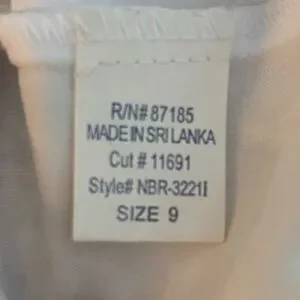 R/N# 87185
MADE IN SRI LANKA
Cut # 11691
Style# NBR-3221I
SIZE 9